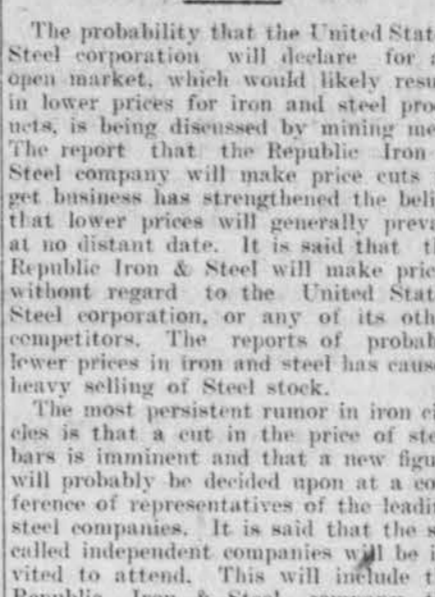 The probability that the United Stat
Steel corporation will declare for a
open market, which would likely resu
in lower prices for iron and steel pro
ucts, is being discussed by mining me
The report that the Republic Iron
Steel company will make price cuts
get business has strengthened the beli
that lower prices will generally preva
at no distant date. It is said that t
Republic Iron & Steel will make pric
without regard to the United Stat
Steel corporation, or any of its oth
competitors. The reports of probab
lower prices in iron and steel has cause
heavy selling of Steel stock.
The most persistent rumor in iron ci
cles is that a cut in the price of ste
bars is imminent and that a new figu
will probably be decided upon at a co
ference of representatives of the leadi
steel companies. It is said that the s
called independent companies will be i
vited to attend. This will include t
Republic Iron & Steel company